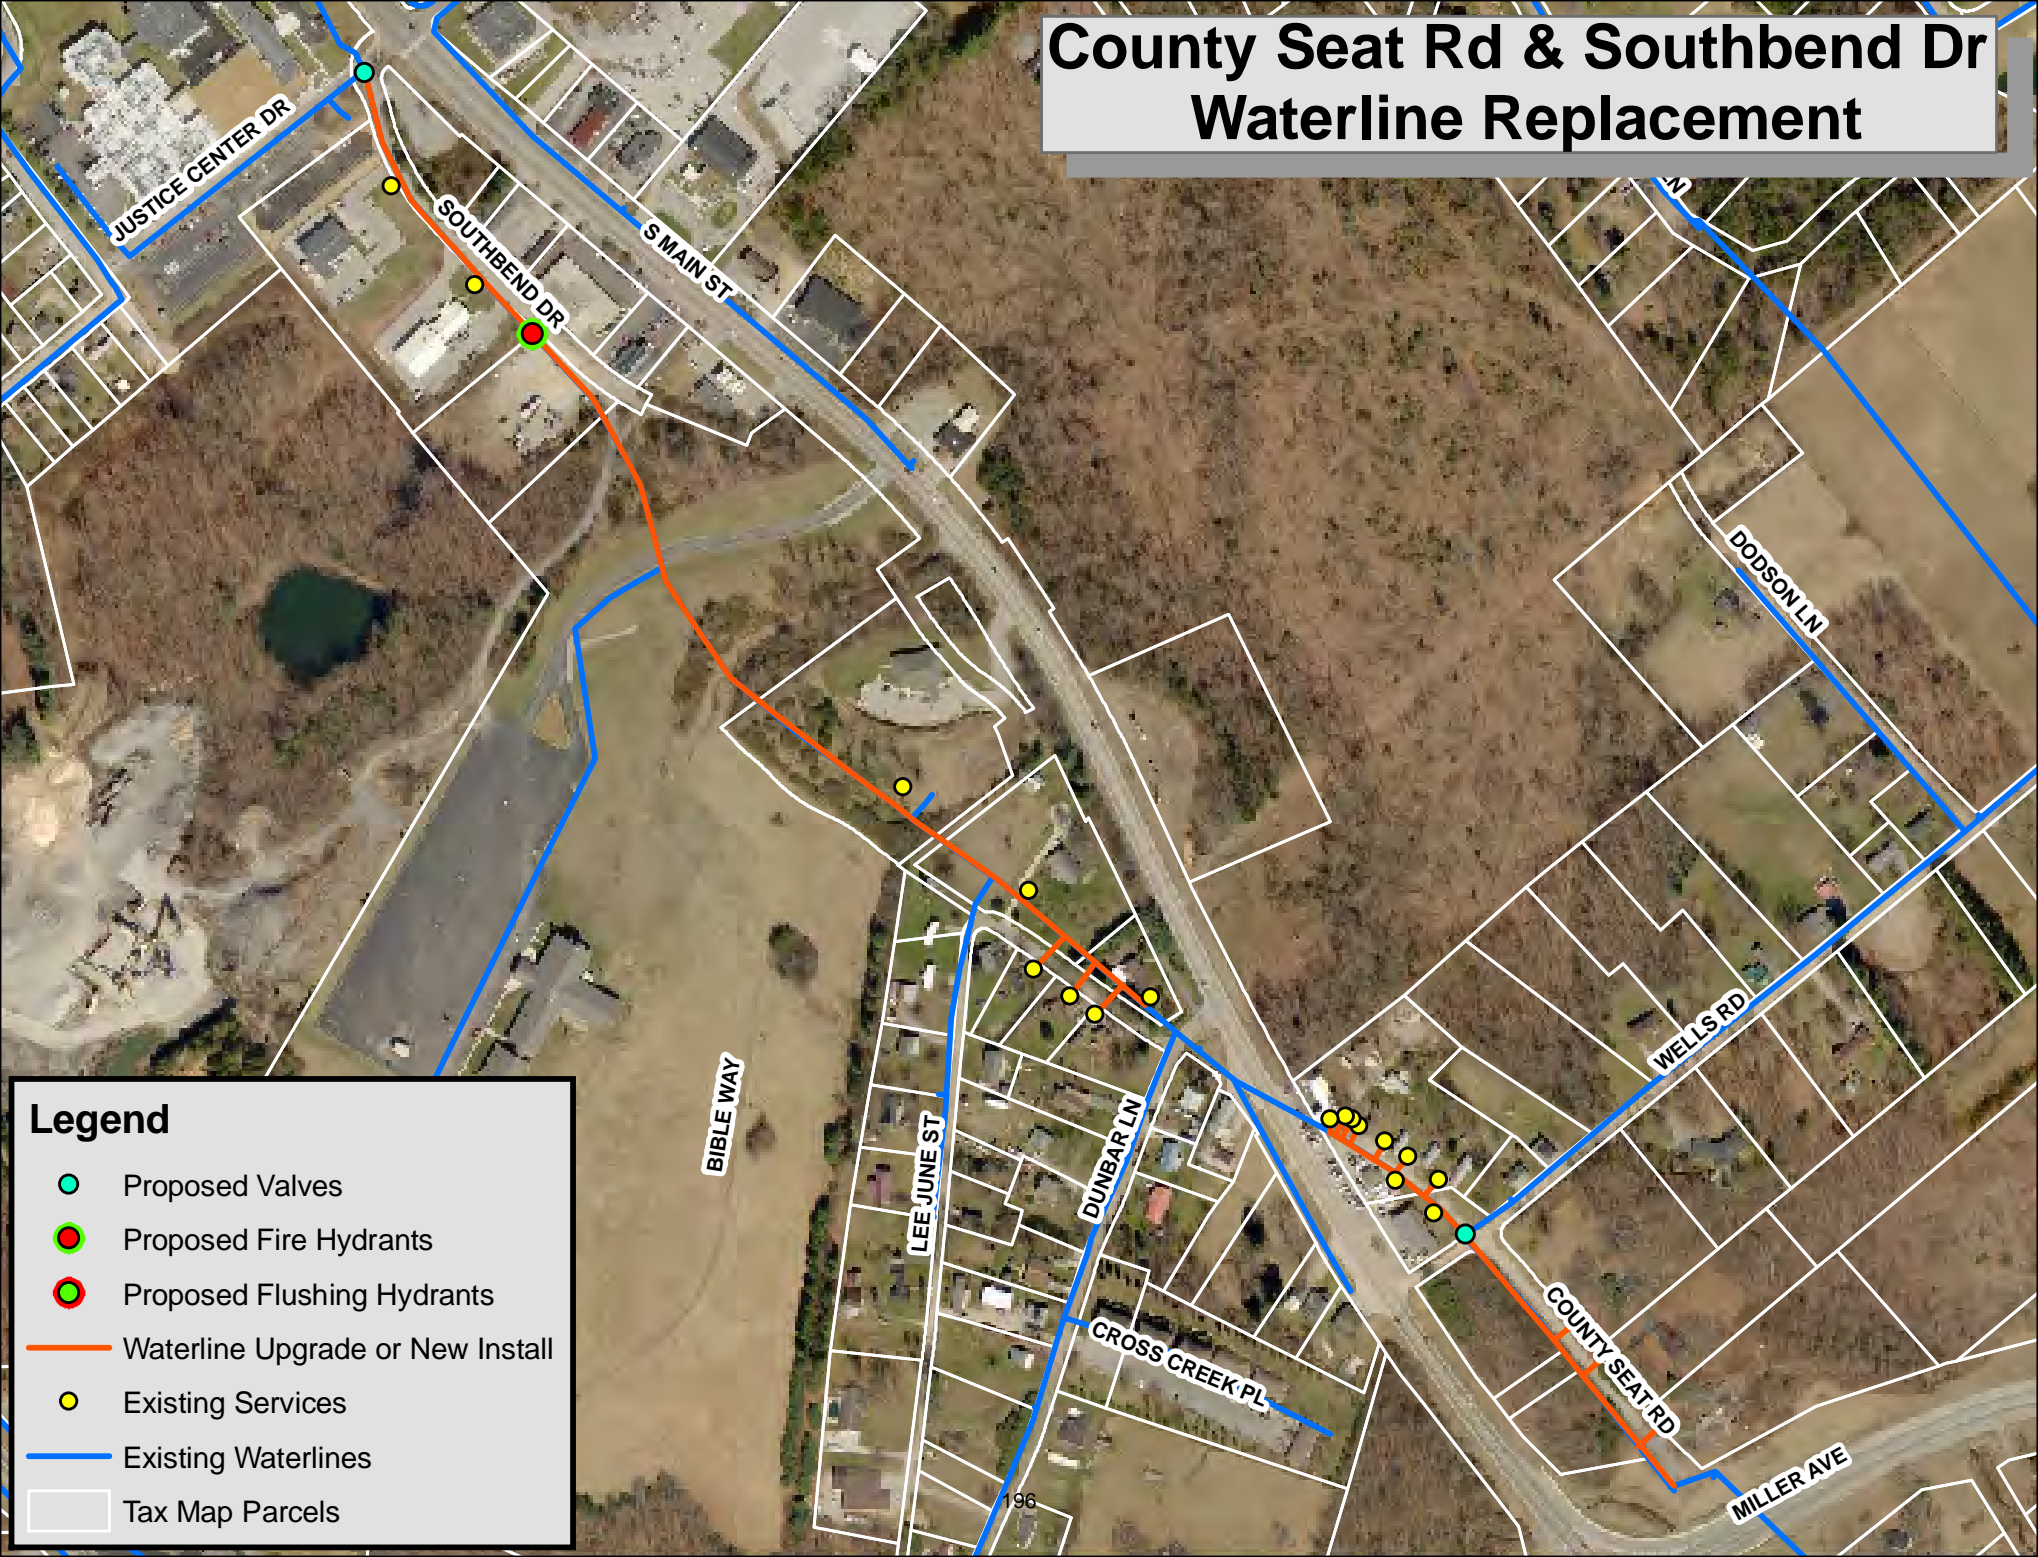 County Seat Rd & Southbend Dr
Waterline Replacement
LN
JUSTICE CENTER DR
SOUTHBEND DR
S MAIN ST
DODSON LN
WELLS RD
BIBLE WAY
LEE JUNE ST
DUNBAR LN
CROSS CREEK PL
COUNTY SEAT RD
MILLER AVE
196
Legend
Proposed Valves
Proposed Fire Hydrants
Proposed Flushing Hydrants
Waterline Upgrade or New Install
Existing Services
Existing Waterlines
Tax Map Parcels